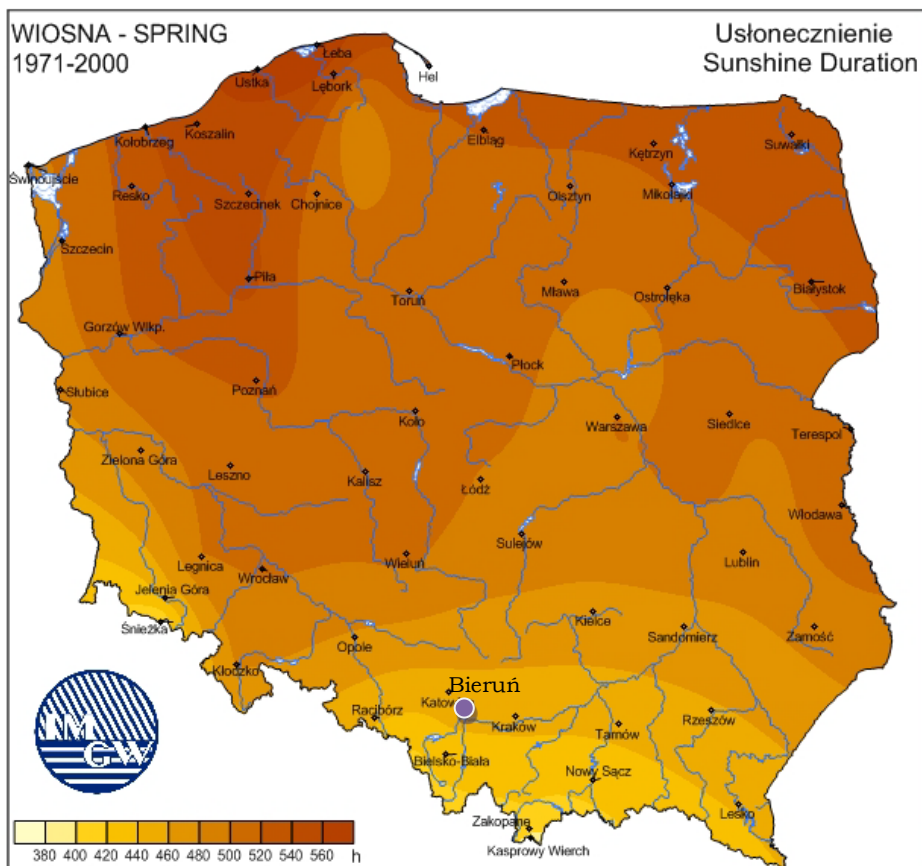 WIOSNA - SPRING
1971-2000
Usłonecznienie
Sunshine Duration
Łeba
Ustka
Lębork
Hel
Kołobrzeg
Koszalin
Elbląg
Kętrzyn
Suwałki
Świnoujście
Resko
Szczecinek
Chojnice
Olsztyn
Mikołajki
Szczecin
Piła
Toruń
Mława
Ostrołęka
Białystok
Gorzów Wlkp.
Płock
Słubice
Poznań
Koło
Warszawa
Siedlce
Terespol
Zielona Góra
Leszno
Kalisz
Łódź
Włodawa
Sulejów
Legnica
Wrocław
Wieluń
Lublin
Jelenia Góra
Śnieżka
Kielce
Sandomierz
Zamość
Opole
Kłodzko
Bieruń
Katowi
Racibórz
Kraków
Tarnów
Rzeszów
Bielsko-Biała
Nowy Sącz
Lesko
Zakopane
Kasprowy Wierch
IMGW
380 400 420 440 460 480 500 520 540 560 h